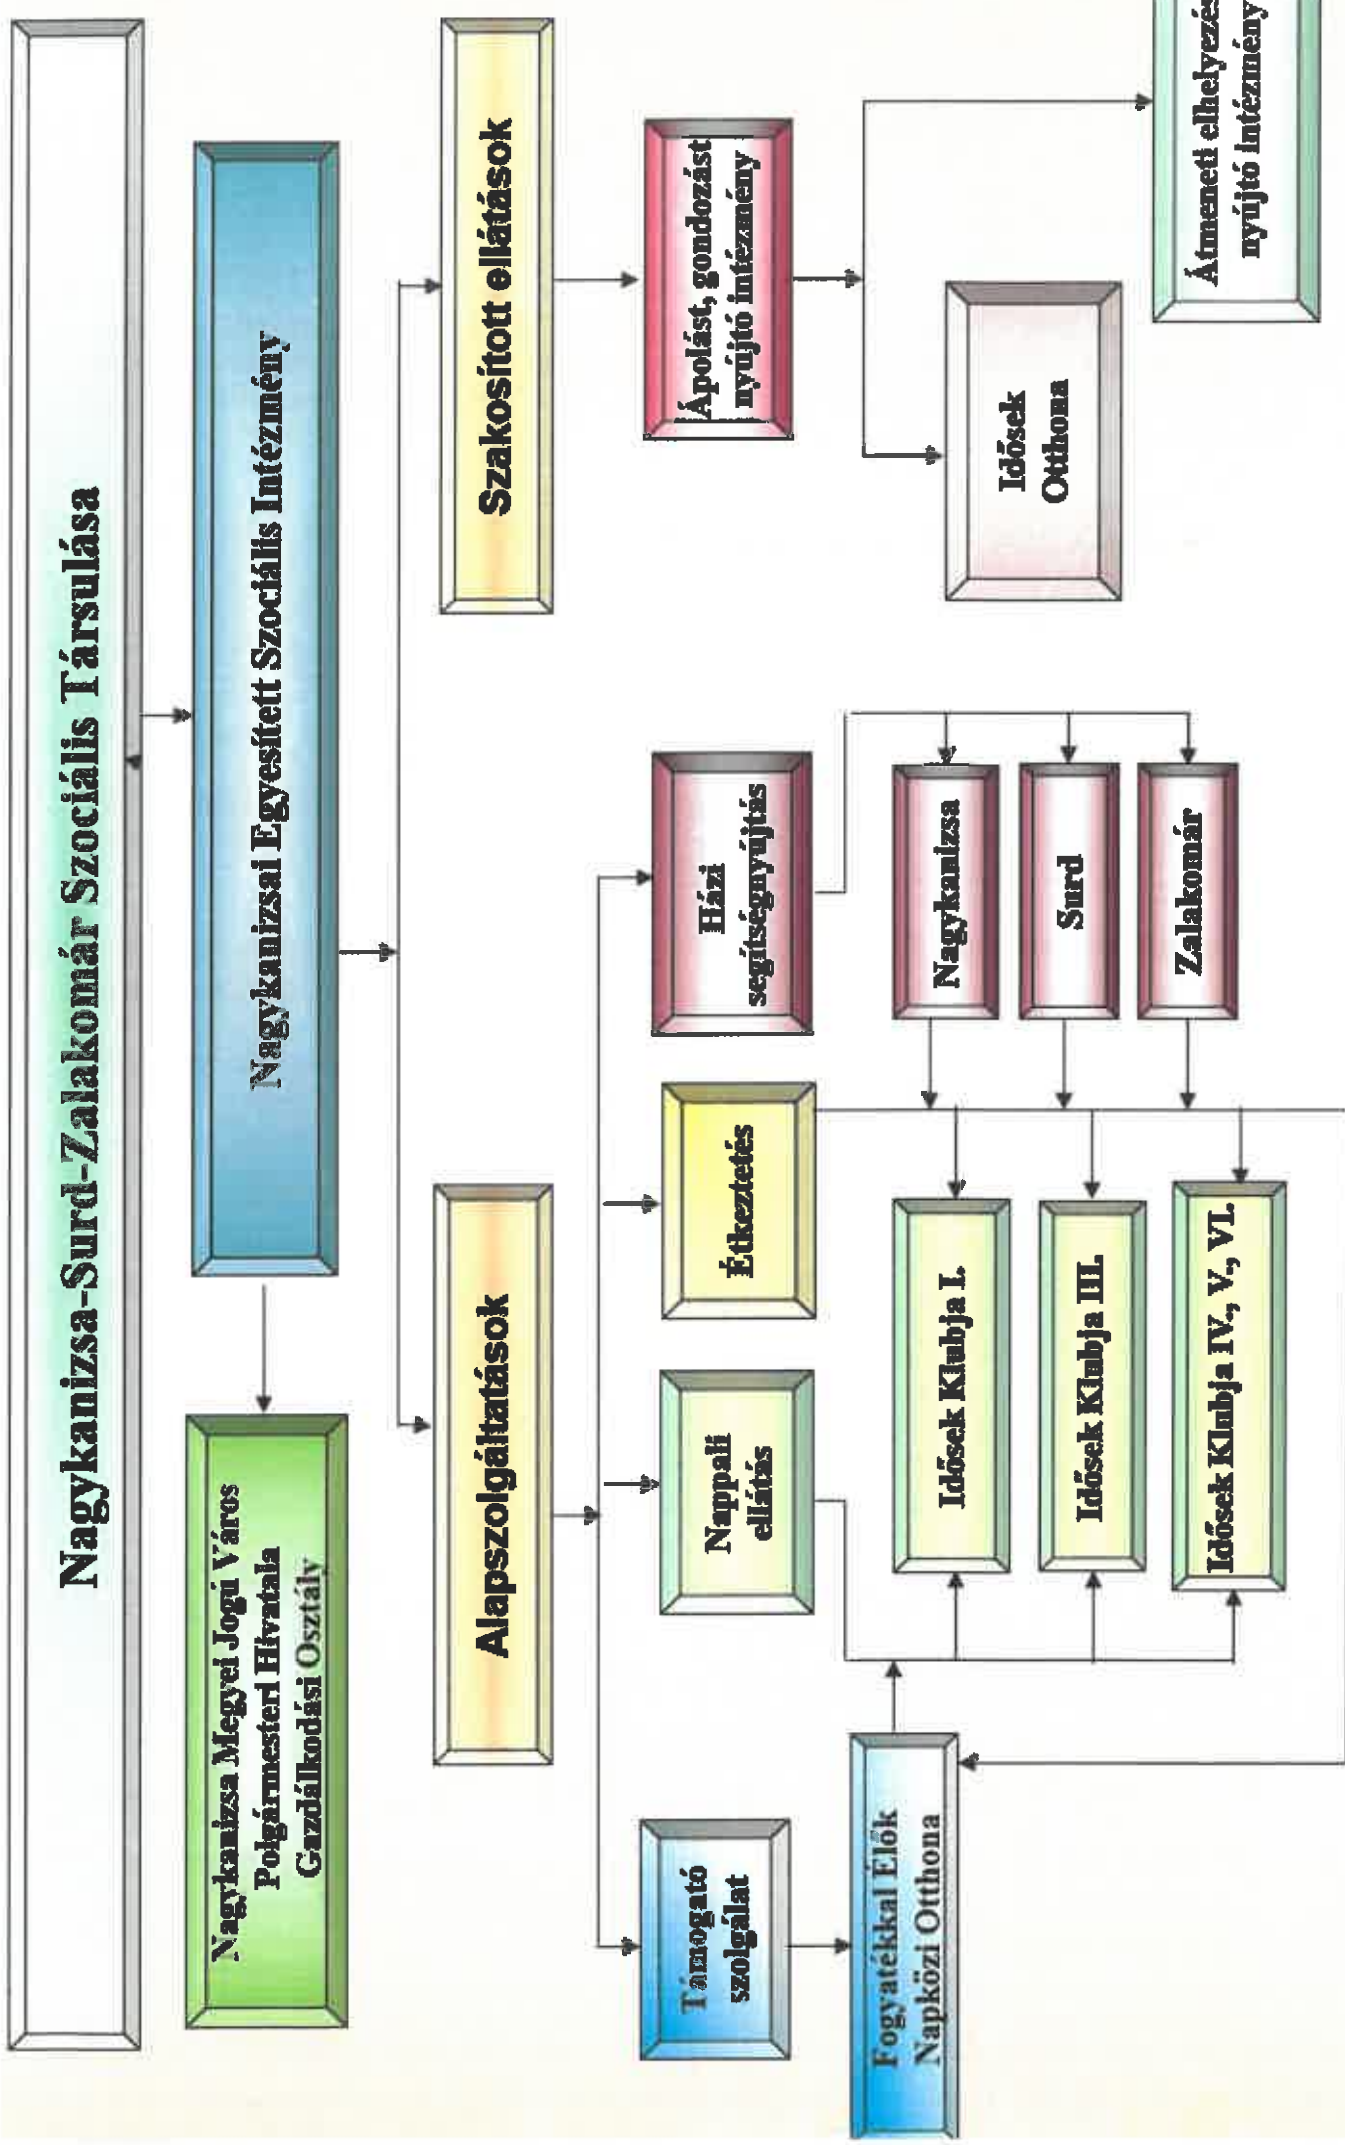 Nagykanizsa-Surd-Zalakomár Szociális Társulása
Nagykanizsai Egyesített Szociális Intézmény
Nagykanizsa Megyei Jogú Város
Polgármesteri Hivatala
Gazdálkodási Osztály
Alapszolgáltatások
Szakosított ellátások
Támogató
szolgálat
Nappali
ellátás
Étkeztetés
Házi
segítségnyújtás
Ápolást, gondozást
nyújtó intézmény
Fogyatékkal Élők
Napközi Otthona
Idősek Klubja I.
Idősek Klubja III.
Idősek Klubja IV., V., VI.
Nagykanizsa
Surd
Zalakomár
Idősek
Otthona
Átmeneti elhelyezés
nyújtó intézmény